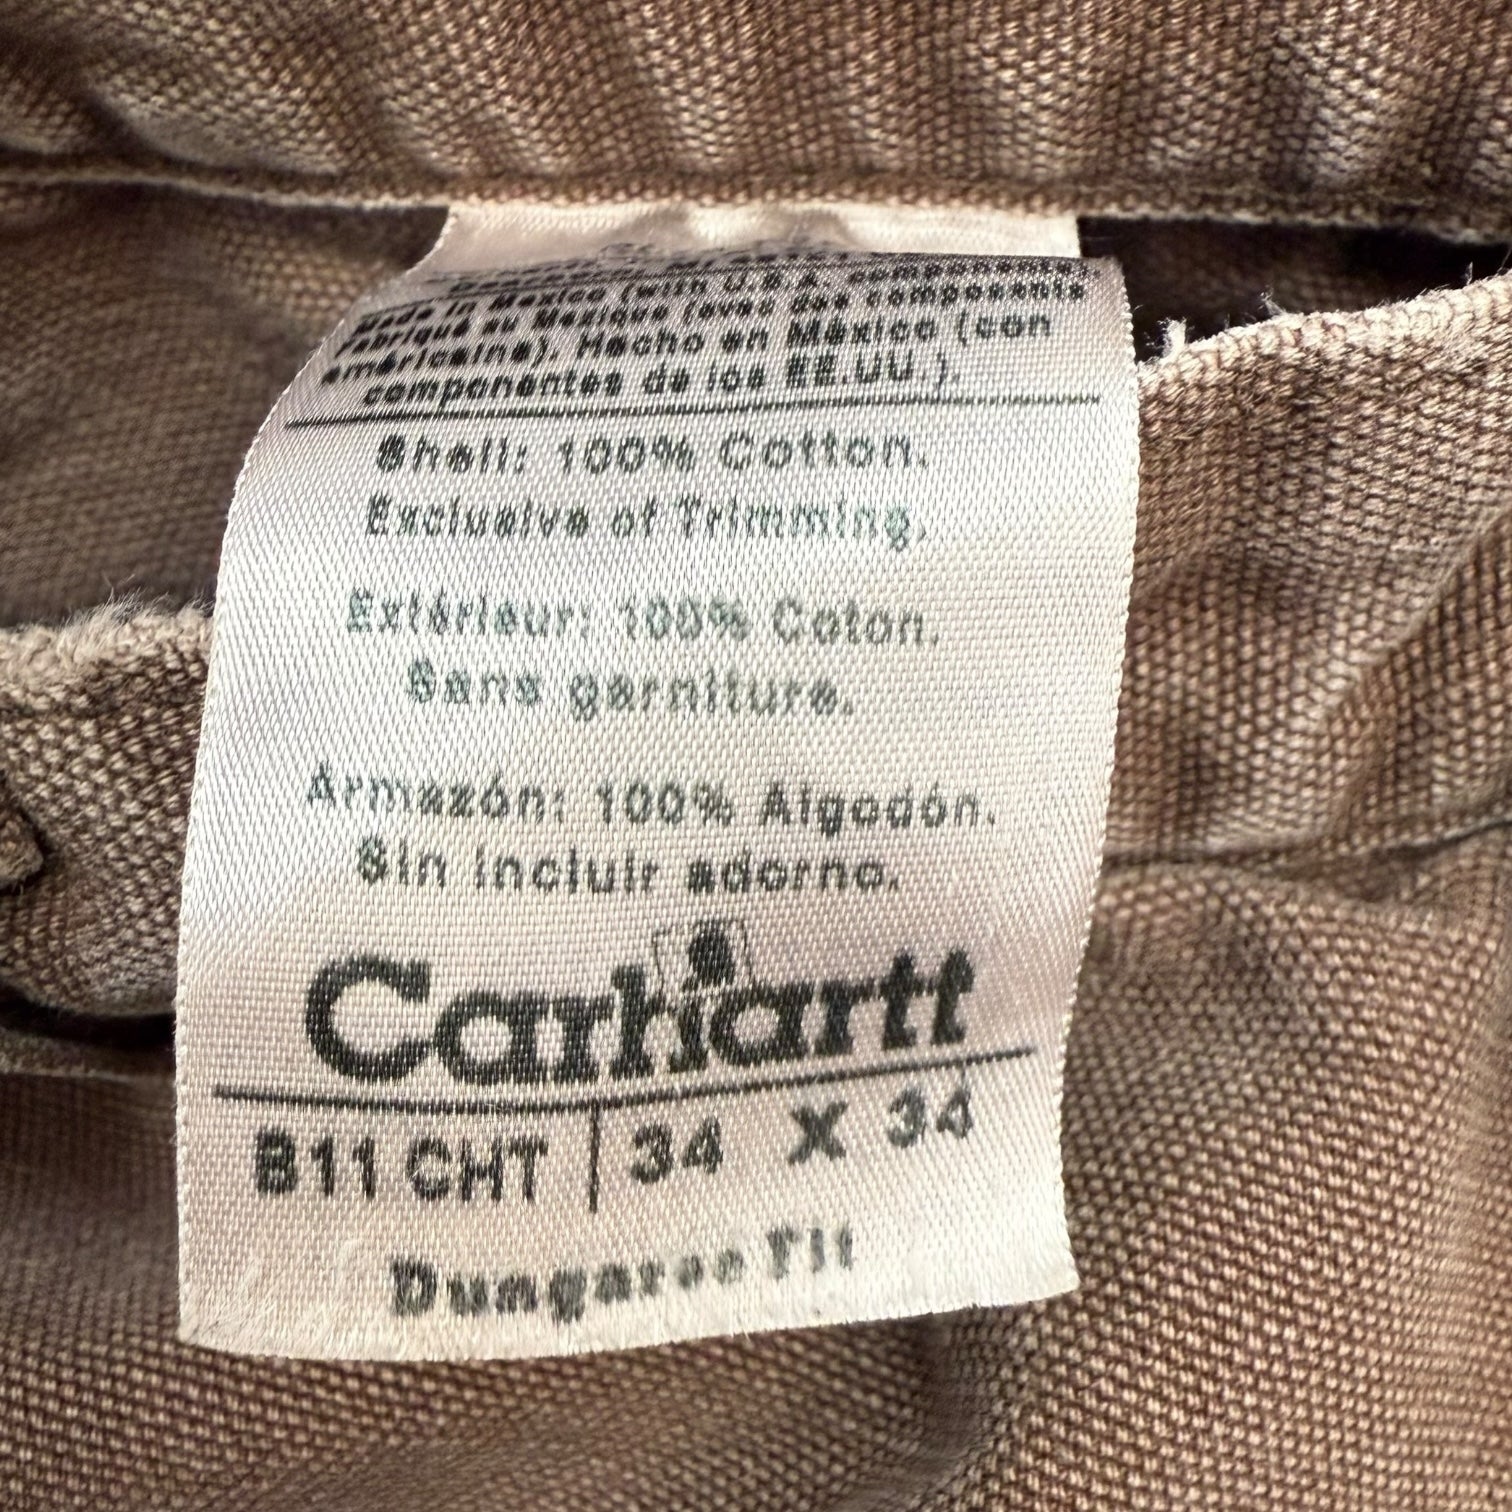 Made in Mexico (with U.S.A. components).
Fabriqué au Mexique (avec des composants
américains). Hecho en México (con
componentes de los EE.UU.).
Shell: 100% Cotton.
Exclusive of Trimming.
Extérieur: 100% Coton.
Sans garniture.
Armazón: 100% Algodón.
Sin incluir adorno.
Carhartt
B11 CHT | 34 X 34
Dungaree Fit